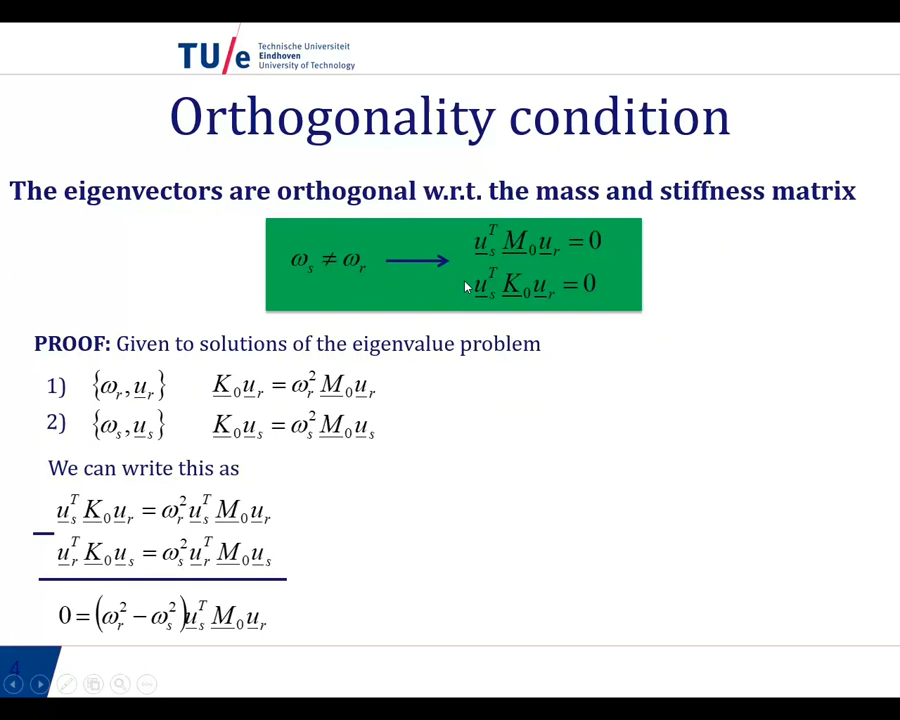 TU/e
Technische Universiteit
Eindhoven
University of Technology
Orthogonality condition
The eigenvectors are orthogonal w.r.t. the mass and stiffness matrix
ω_s ≠ ω_r ⟶ u_s^T M_0 u_r = 0
u_s^T K_0 u_r = 0
PROOF: Given to solutions of the eigenvalue problem
1) {ω_r, u_r} K_0 u_r = ω_r^2 M_0 u_r
2) {ω_s, u_s} K_0 u_s = ω_s^2 M_0 u_s
We can write this as
u_s^T K_0 u_r = ω_r^2 u_s^T M_0 u_r
— u_r^T K_0 u_s = ω_s^2 u_r^T M_0 u_s
0 = (ω_r^2 − ω_s^2) u_s^T M_0 u_r
4